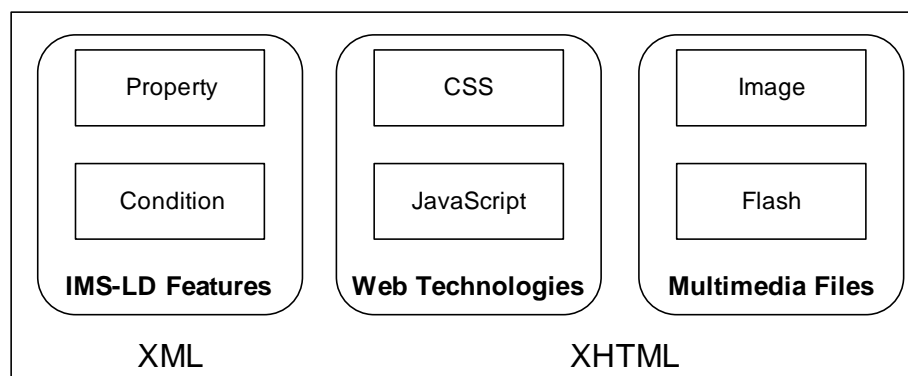 Property
Condition
IMS-LD Features
CSS
JavaScript
Web Technologies
Image
Flash
Multimedia Files
XML
XHTML